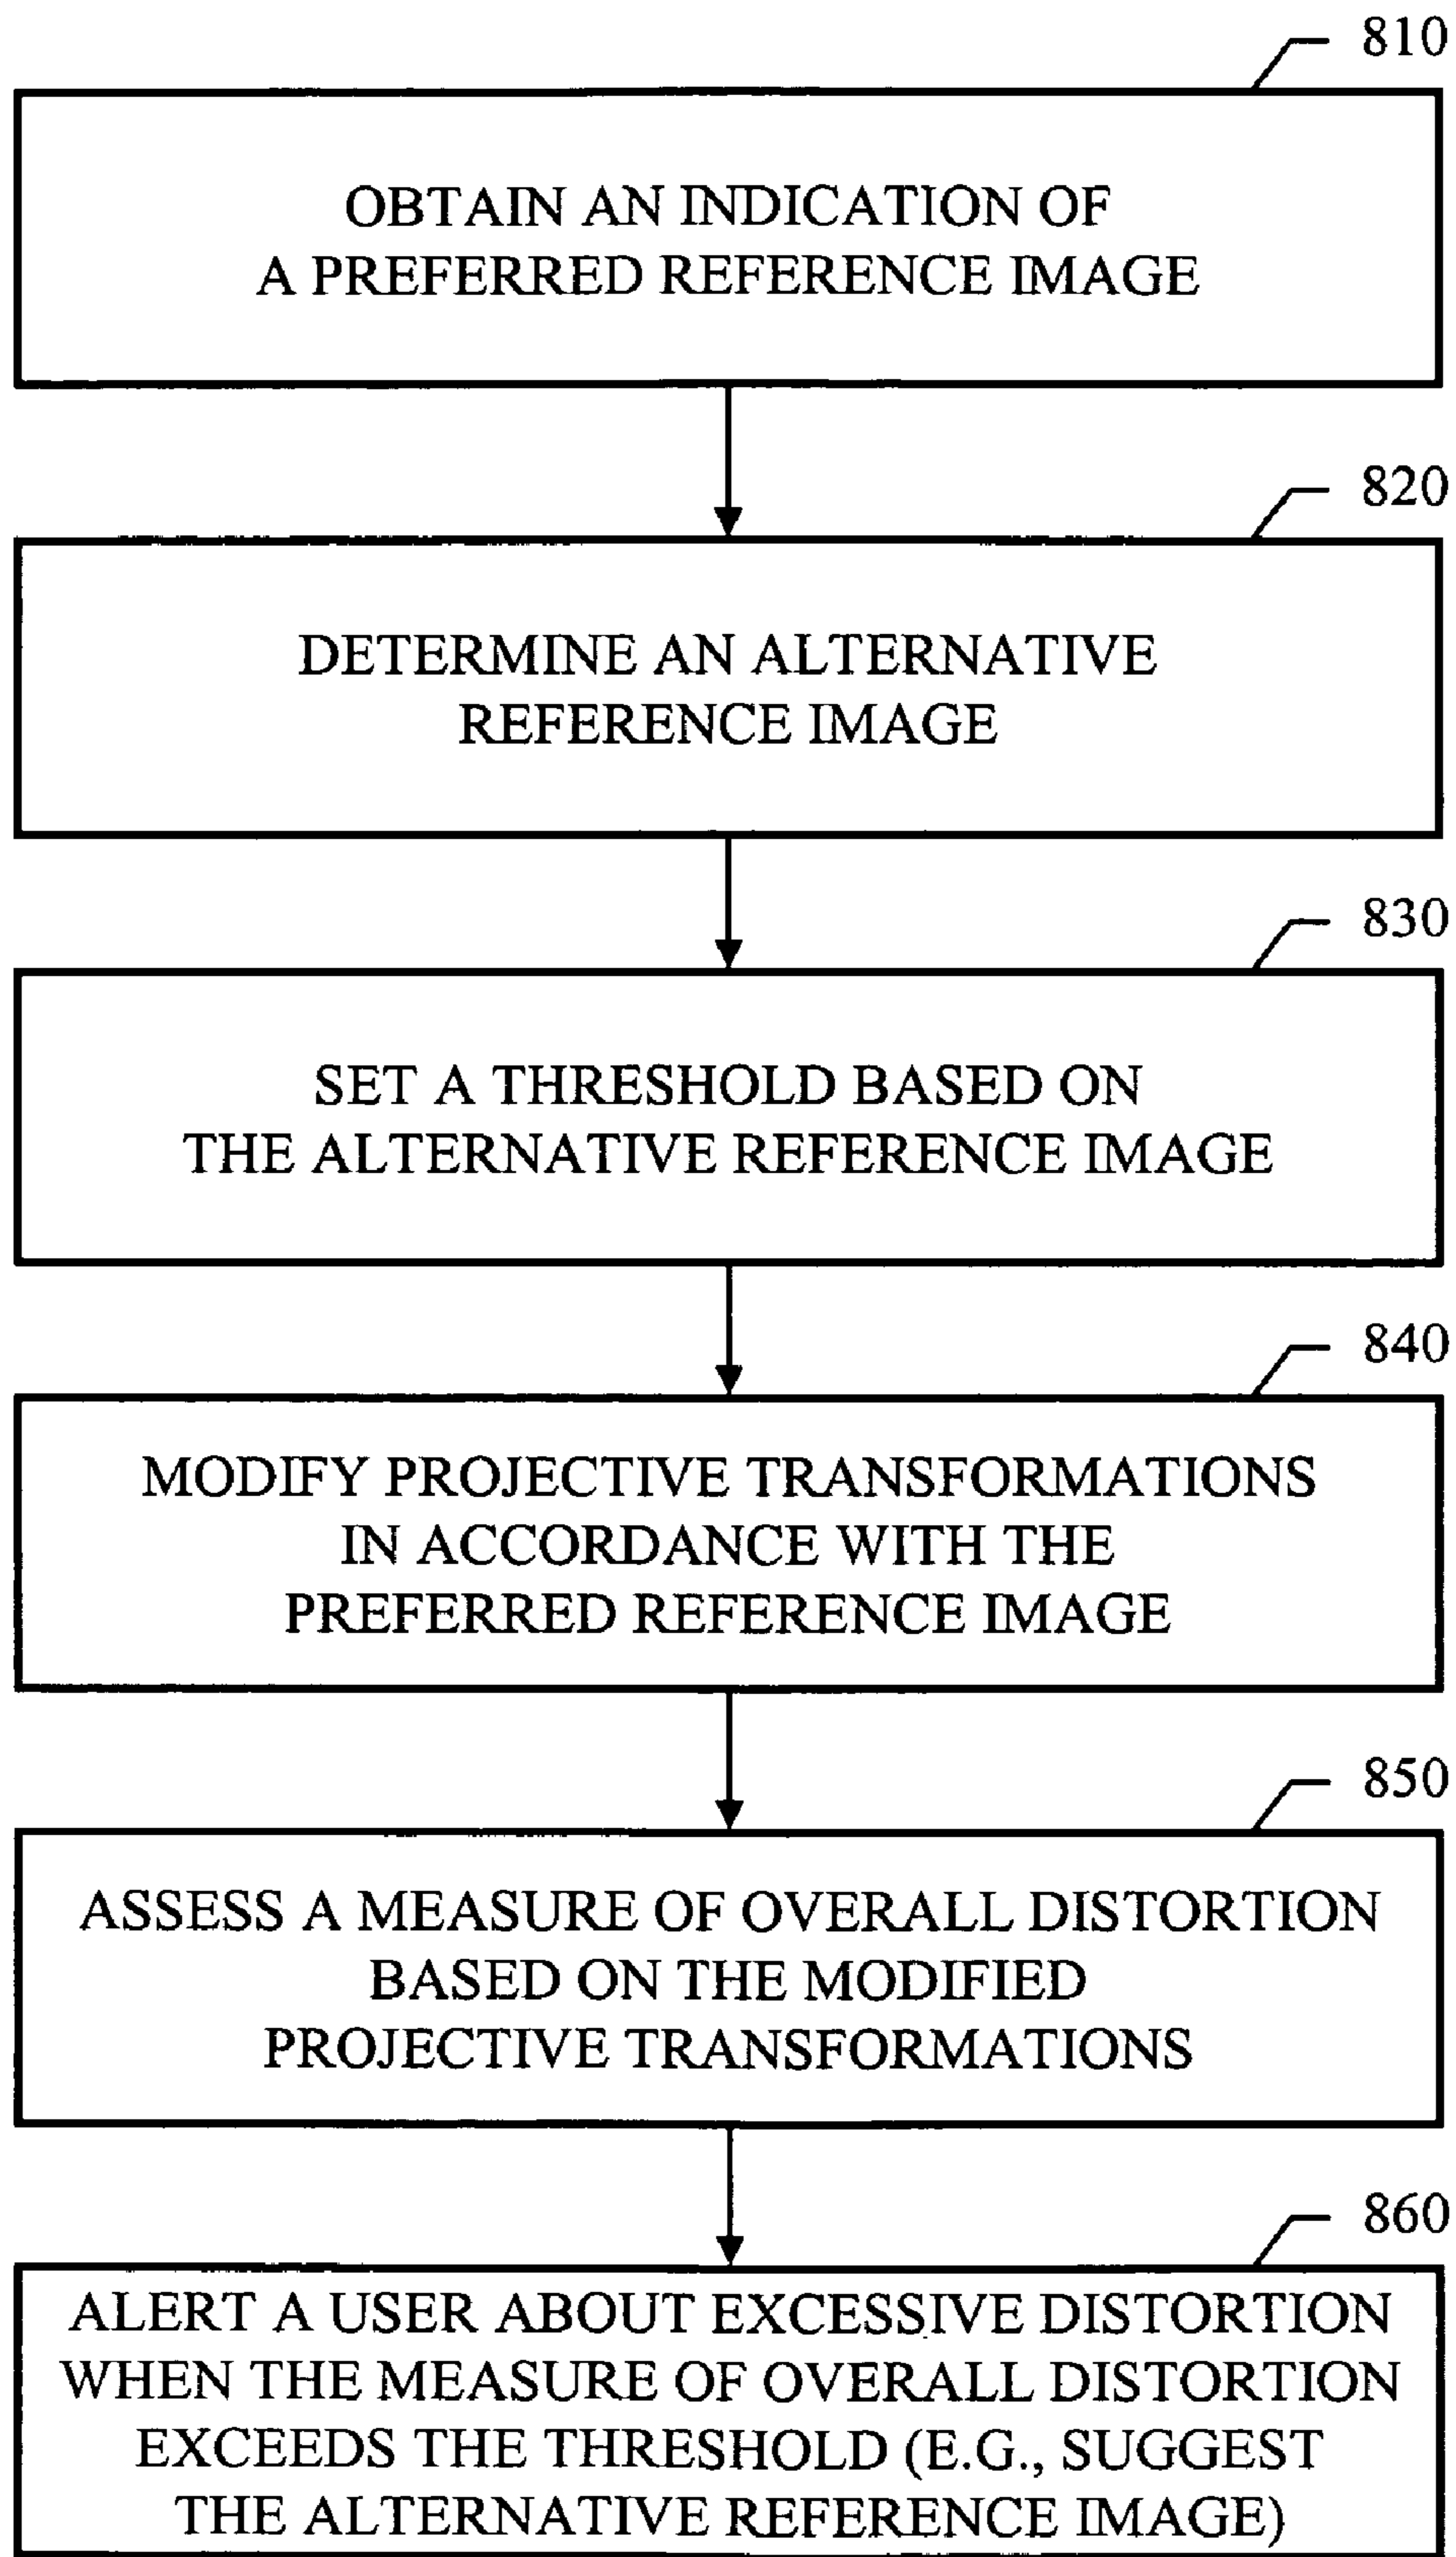 810
OBTAIN AN INDICATION OF
A PREFERRED REFERENCE IMAGE
820
DETERMINE AN ALTERNATIVE
REFERENCE IMAGE
830
SET A THRESHOLD BASED ON
THE ALTERNATIVE REFERENCE IMAGE
840
MODIFY PROJECTIVE TRANSFORMATIONS
IN ACCORDANCE WITH THE
PREFERRED REFERENCE IMAGE
850
ASSESS A MEASURE OF OVERALL DISTORTION
BASED ON THE MODIFIED
PROJECTIVE TRANSFORMATIONS
860
ALERT A USER ABOUT EXCESSIVE DISTORTION
WHEN THE MEASURE OF OVERALL DISTORTION
EXCEEDS THE THRESHOLD (E.G., SUGGEST
THE ALTERNATIVE REFERENCE IMAGE)